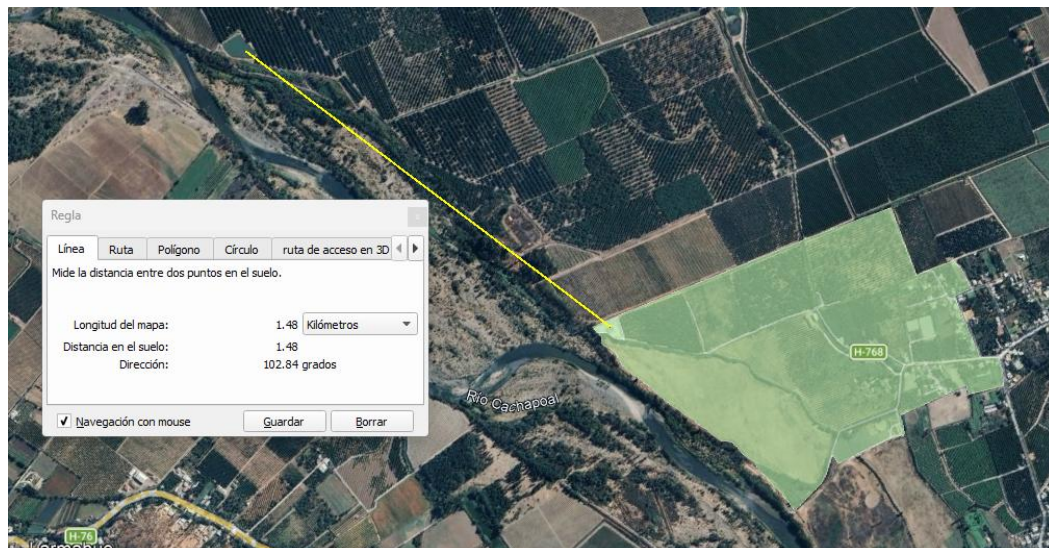 Regla
Línea Ruta Polígono Círculo ruta de acceso en 3D
Mide la distancia entre dos puntos en el suelo.
Longitud del mapa: 1.48 Kilómetros
Distancia en el suelo: 1.48
Dirección: 102.84 grados
Navegación con mouse Guardar Borrar
H-768
Río Cachapoal
H-76